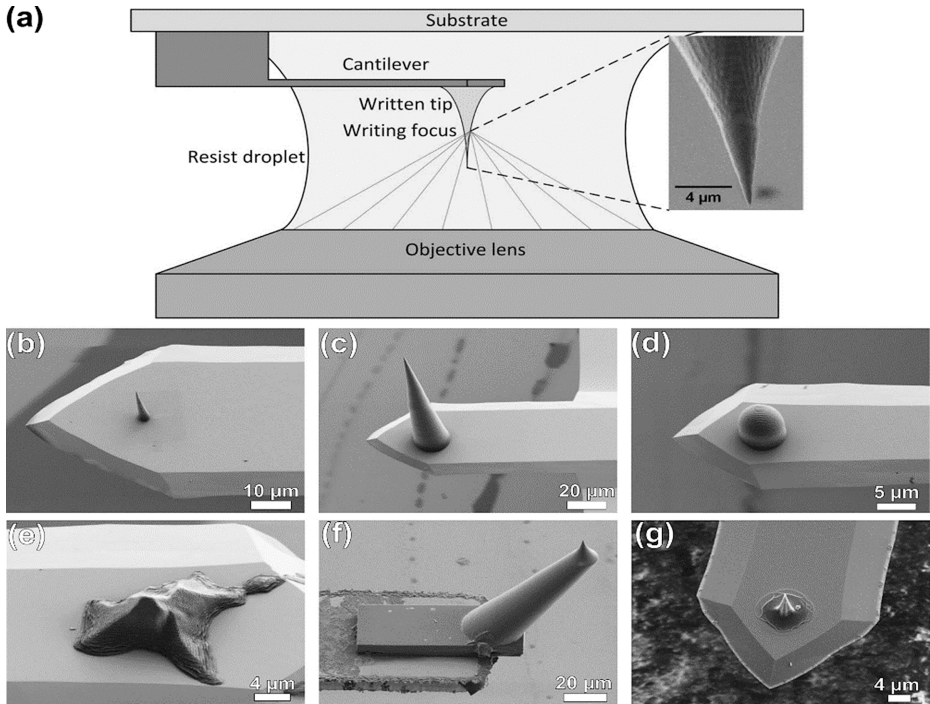 (a)
Substrate
Cantilever
Written tip
Writing focus
Resist droplet
4 µm
Objective lens
(b)
10 µm
(c)
20 µm
(d)
5 µm
(e)
4 µm
(f)
20 µm
(g)
4 µm